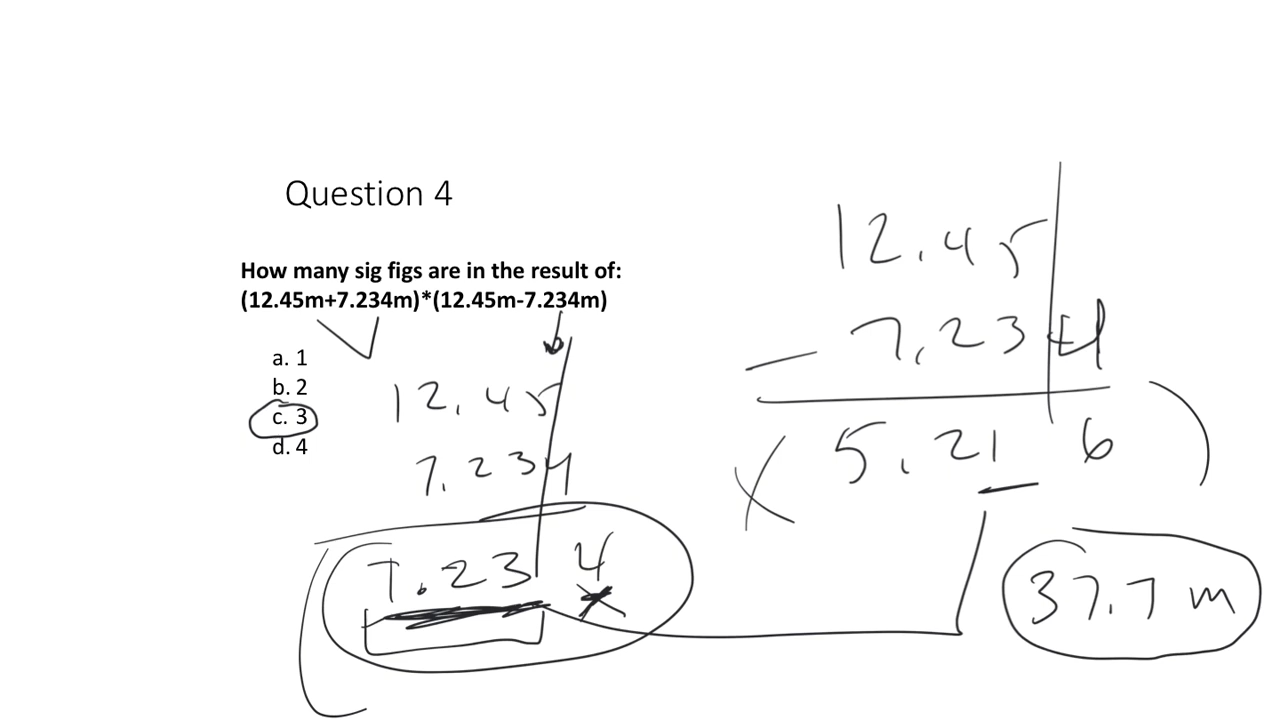 Question 4
How many sig figs are in the result of:
(12.45m+7.234m)*(12.45m-7.234m)
a. 1
b. 2
c. 3
d. 4
12.45
7.234
7.23 4
12.45
- 7.23 4
x 5.21 6 )
37.7 m